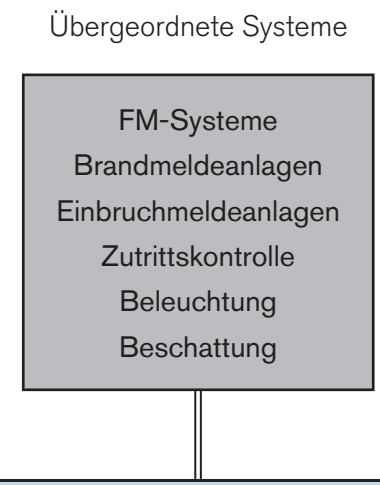 Übergeordnete Systeme
FM-Systeme
Brandmeldeanlagen
Einbruchmeldeanlagen
Zutrittskontrolle
Beleuchtung
Beschattung